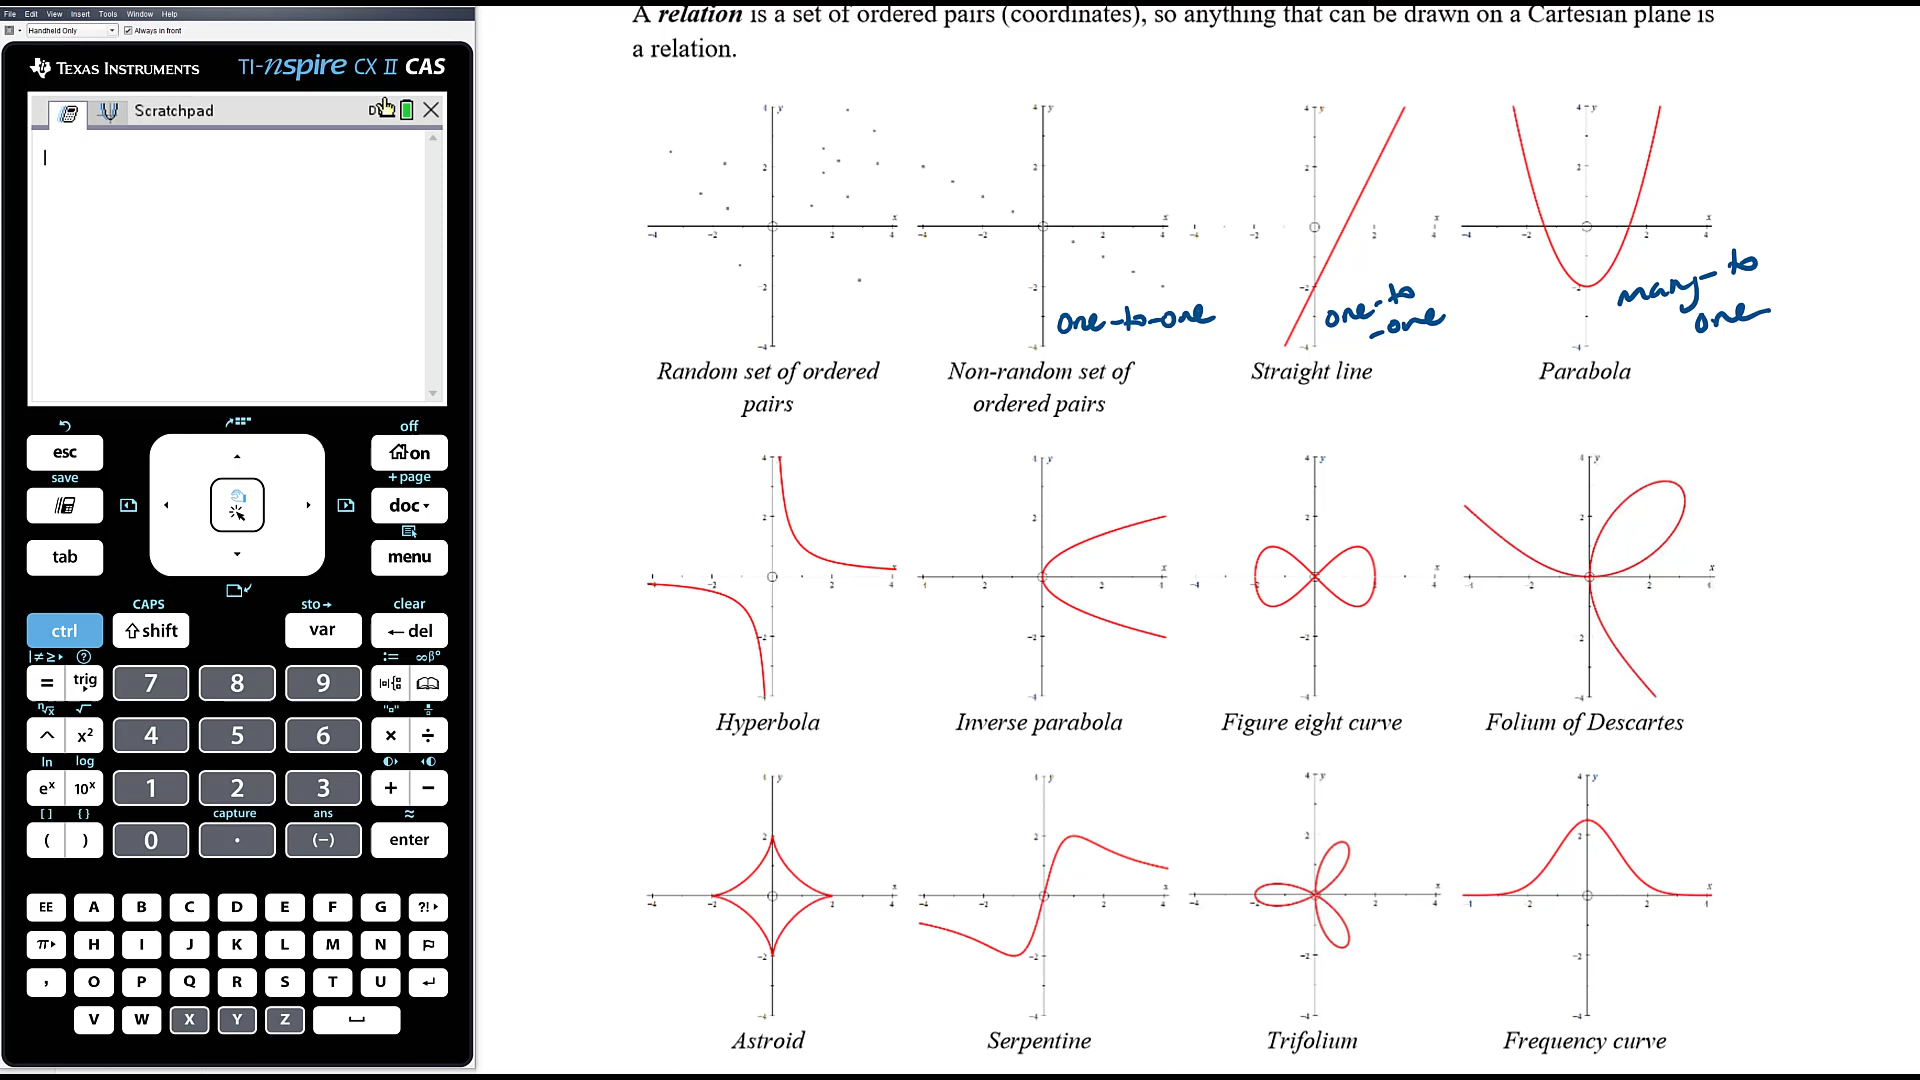 File Edit View Insert Tools Window Help
Handheld Only Always in front
TEXAS INSTRUMENTS TI-nspire CX II CAS
Scratchpad
off
esc on
save + page
doc
tab menu
CAPS sto→ clear
ctrl shift var ← del
= trig 7 8 9
^ x² 4 5 6 × ÷
ln log
eˣ 10ˣ 1 2 3 + −
[ ] { } capture ans ≈
( ) 0 . (−) enter
EE A B C D E F G ?!
π H I J K L M N
, O P Q R S T U
V W X Y Z
A relation is a set of ordered pairs (coordinates), so anything that can be drawn on a Cartesian plane is
a relation.
one-to-one
one-to
-one
many-to
one
Random set of ordered
pairs
Non-random set of
ordered pairs
Straight line
Parabola
Hyperbola
Inverse parabola
Figure eight curve
Folium of Descartes
Astroid
Serpentine
Trifolium
Frequency curve